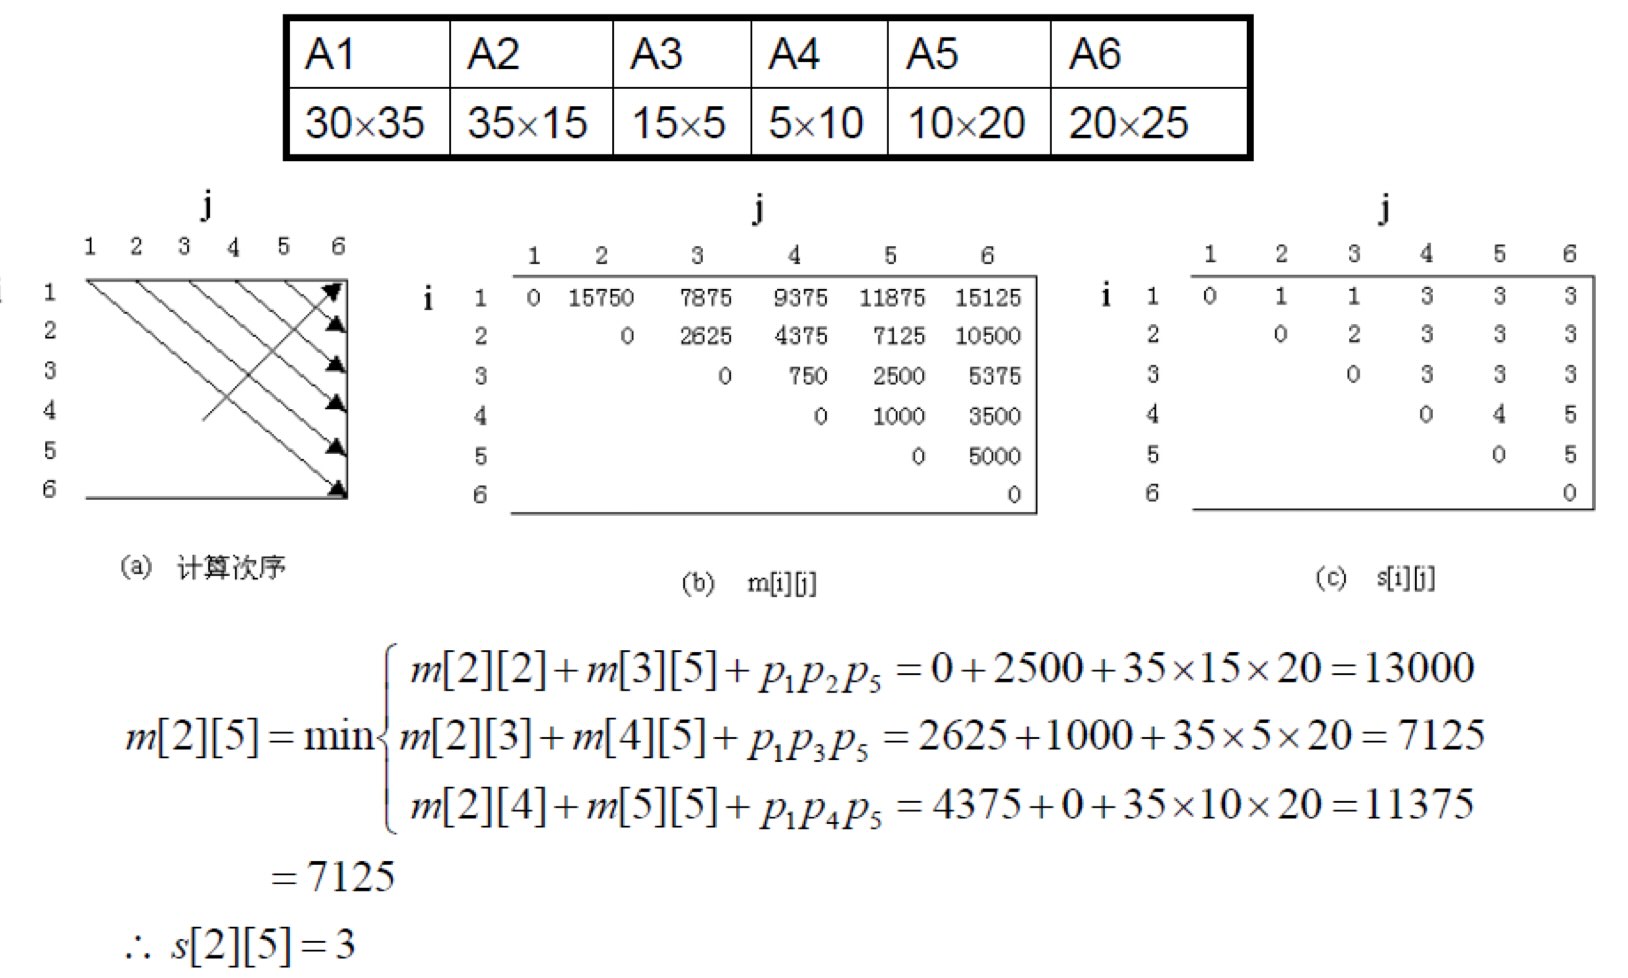 A1 A2 A3 A4 A5 A6
30×35 35×15 15×5 5×10 10×20 20×25
j
1 2 3 4 5 6
1
2
3
4
5
6
(a) 计算次序
j
1 2 3 4 5 6
i 1 0 15750 7875 9375 11875 15125
2 0 2625 4375 7125 10500
3 0 750 2500 5375
4 0 1000 3500
5 0 5000
6 0
(b) m[i][j]
j
1 2 3 4 5 6
i 1 0 1 1 3 3 3
2 0 2 3 3 3
3 0 3 3 3
4 0 4 5
5 0 5
6 0
(c) s[i][j]
m[2][2]+m[3][5]+p₁p₂p₅=0+2500+35×15×20=13000
m[2][5]=min{m[2][3]+m[4][5]+p₁p₃p₅=2625+1000+35×5×20=7125
m[2][4]+m[5][5]+p₁p₄p₅=4375+0+35×10×20=11375
=7125
∴ s[2][5]=3